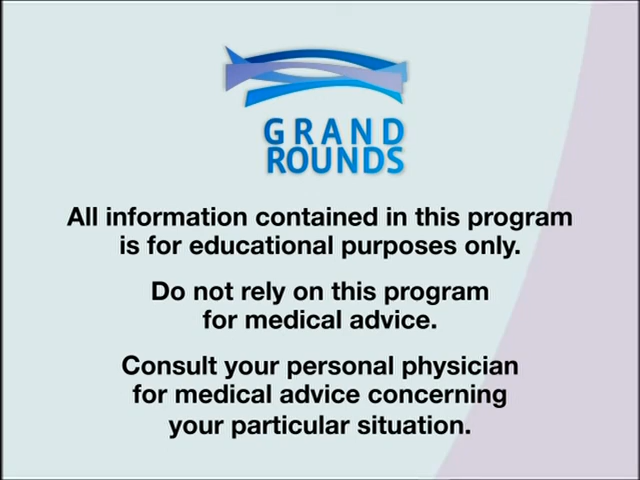 GRAND
ROUNDS
All information contained in this program
is for educational purposes only.
Do not rely on this program
for medical advice.
Consult your personal physician
for medical advice concerning
your particular situation.